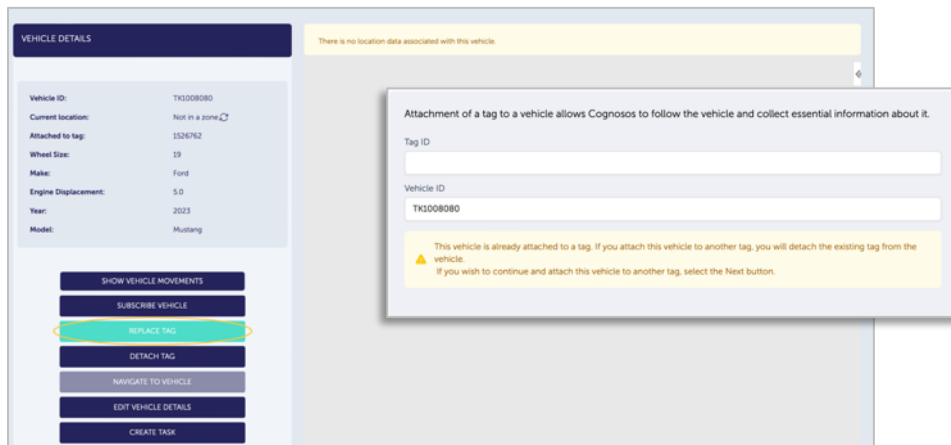 VEHICLE DETAILS
There is no location data associated with this vehicle.
Vehicle ID: TK1008080
Current location: Not in a zone
Attached to tag: 1526762
Wheel Size: 19
Make: Ford
Engine Displacement: 5.0
Year: 2023
Model: Mustang
SHOW VEHICLE MOVEMENTS
SUBSCRIBE VEHICLE
REPLACE TAG
DETACH TAG
NAVIGATE TO VEHICLE
EDIT VEHICLE DETAILS
CREATE TASK
Attachment of a tag to a vehicle allows Cognosos to follow the vehicle and collect essential information about it.
Tag ID
Vehicle ID
TK1008080
This vehicle is already attached to a tag. If you attach this vehicle to another tag, you will detach the existing tag from the
vehicle.
If you wish to continue and attach this vehicle to another tag, select the Next button.